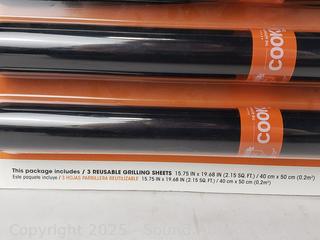 COOK
COOK
This package includes / 3 REUSABLE GRILLING SHEETS 15.75 IN x 19.68 IN (2.15 SQ. FT.) / 40 cm x 50 cm (0.2m²)
Este paquete incluye / 3 HOJAS PARRILLERA REUTILIZABLE 15.75 IN x 19.68 IN (2.15 SQ. FT.) / 40 cm x 50 cm (0.2m²)
Copyright 2025 - Sound